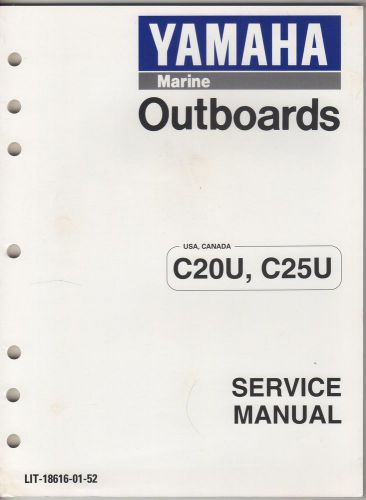 YAMAHA
Marine
Outboards
USA, CANADA
C20U, C25U
SERVICE
MANUAL
LIT-18616-01-52